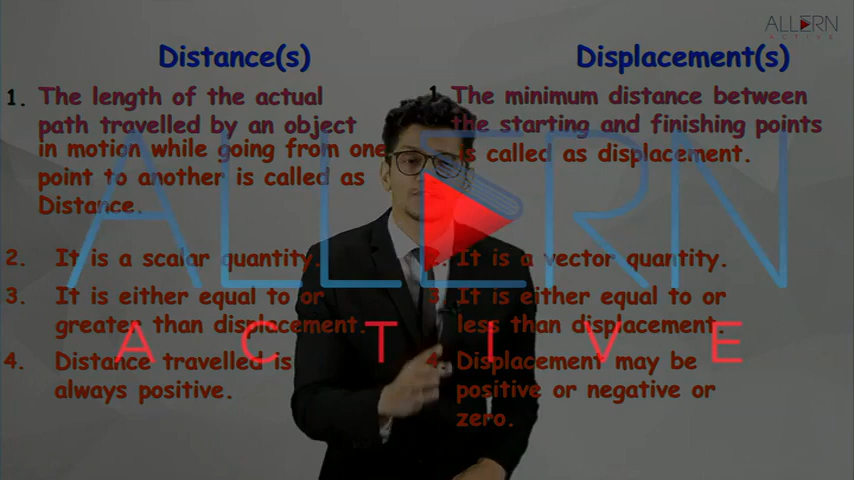 ALLERN
ACTIVE
Distance(s)
Displacement(s)
1. The length of the actual
path travelled by an object
in motion while going from one
point to another is called as
Distance.
2. It is a scalar quantity.
3. It is either equal to or
greater than displacement.
4. Distance travelled is
always positive.
1. The minimum distance between
the starting and finishing points
is called as displacement.
2. It is a vector quantity.
3. It is either equal to or
less than displacement.
4. Displacement may be
positive or negative or
zero.
ALLERN
ACTIVE